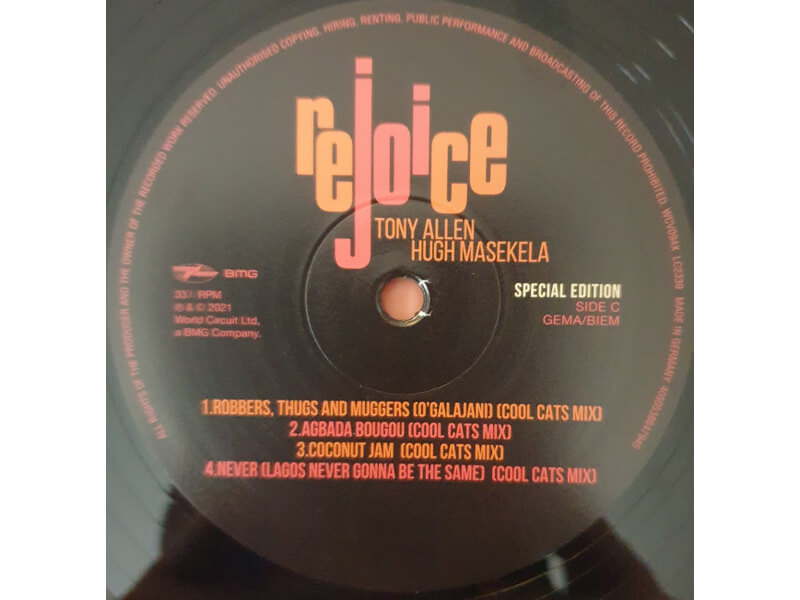 ALL RIGHTS OF THE PRODUCER AND THE OWNER OF THE RECORDED WORK RESERVED. UNAUTHORISED COPYING, HIRING, RENTING, PUBLIC PERFORMANCE AND BROADCASTING OF THIS RECORD PROHIBITED. WCV094X LC2339 MADE IN GERMANY.
rejoice
TONY ALLEN
HUGH MASEKELA
BMG
33⅓ RPM
℗ & © 2021
World Circuit Ltd,
a BMG Company.
SPECIAL EDITION
SIDE C
GEMA/BIEM
1.ROBBERS, THUGS AND MUGGERS (O'GALAJANI) (COOL CATS MIX)
2.AGBADA BOUGOU (COOL CATS MIX)
3.COCONUT JAM (COOL CATS MIX)
4.NEVER (LAGOS NEVER GONNA BE THE SAME) (COOL CATS MIX)